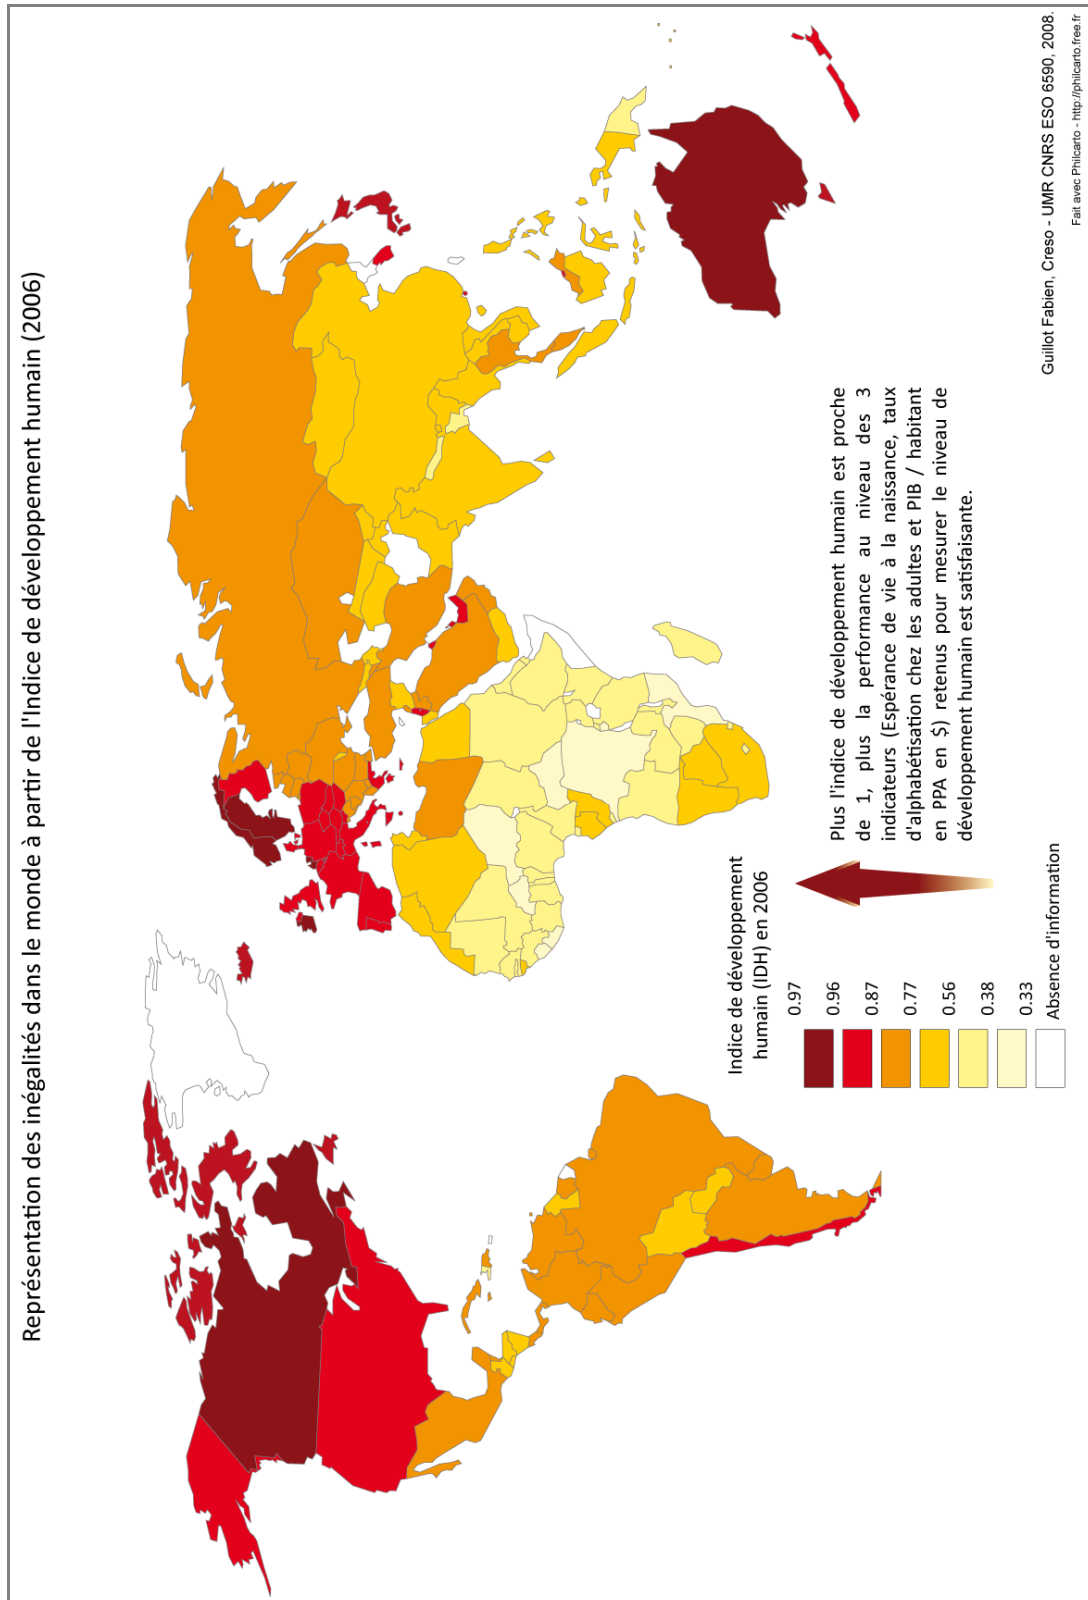 Représentation des inégalités dans le monde à partir de l'Indice de développement humain (2006)
Indice de développement
humain (IDH) en 2006
0.97
0.96
0.87
0.77
0.56
0.38
0.33
Absence d'information
Plus l'indice de développement humain est proche
de 1, plus la performance au niveau des 3
indicateurs (Espérance de vie à la naissance, taux
d'alphabétisation chez les adultes et PIB / habitant
en PPA en $) retenus pour mesurer le niveau de
développement humain est satisfaisante.
Guillot Fabien, Creso - UMR CNRS ESO 6590, 2008.
Fait avec Philcarto - http://philcarto.free.fr